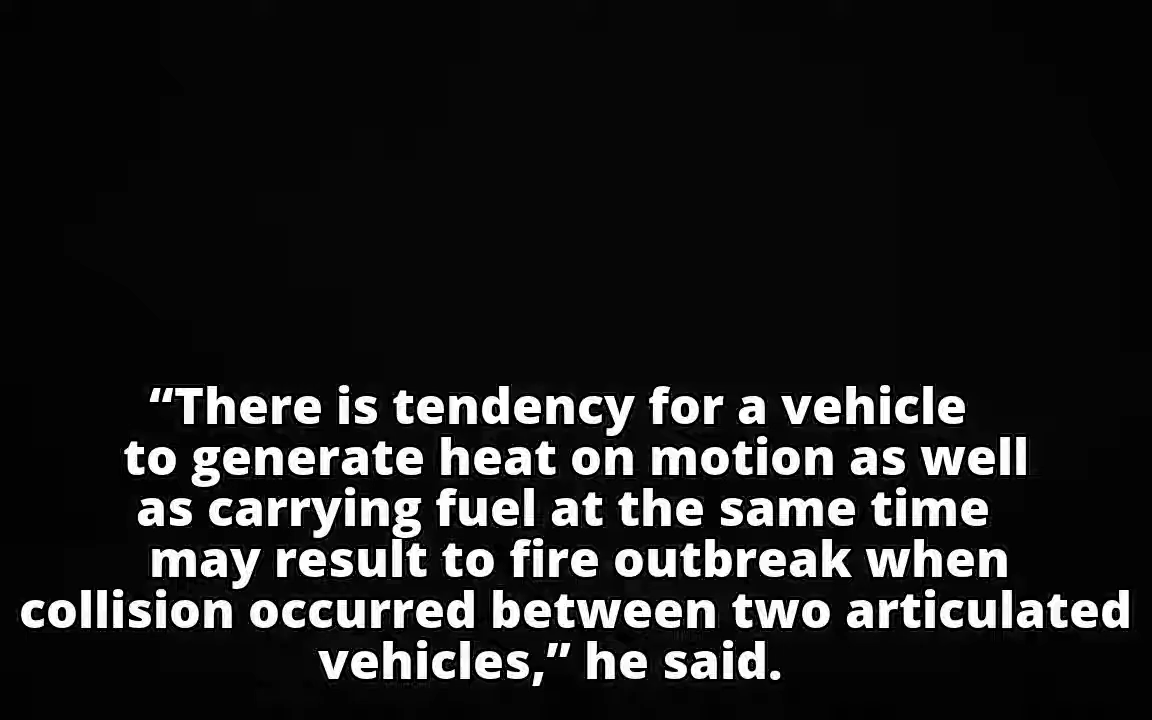 “There is tendency for a vehicle
to generate heat on motion as well
as carrying fuel at the same time
may result to fire outbreak when
collision occurred between two articulated
vehicles,” he said.